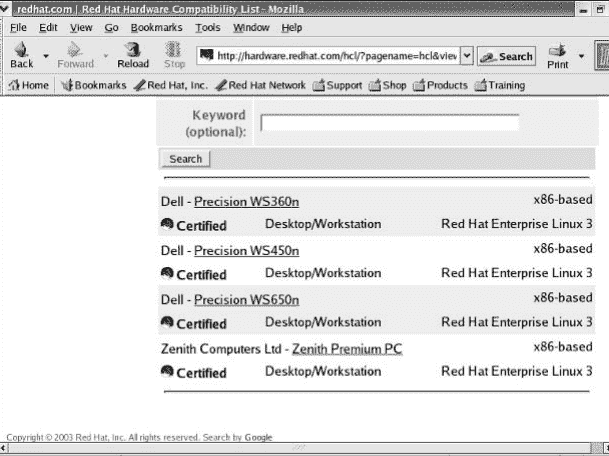 redhat.com | Red Hat Hardware Compatibility List - Mozilla
File Edit View Go Bookmarks Tools Window Help
Back Forward Reload Stop http://hardware.redhat.com/hcl/?pagename=hcl&view Search Print
Home Bookmarks Red Hat, Inc. Red Hat Network Support Shop Products Training
Keyword
(optional):
Search
Dell - Precision WS360n x86-based
Certified Desktop/Workstation Red Hat Enterprise Linux 3
Dell - Precision WS450n x86-based
Certified Desktop/Workstation Red Hat Enterprise Linux 3
Dell - Precision WS650n x86-based
Certified Desktop/Workstation Red Hat Enterprise Linux 3
Zenith Computers Ltd - Zenith Premium PC x86-based
Certified Desktop/Workstation Red Hat Enterprise Linux 3
Copyright © 2003 Red Hat, Inc. All rights reserved. Search by Google